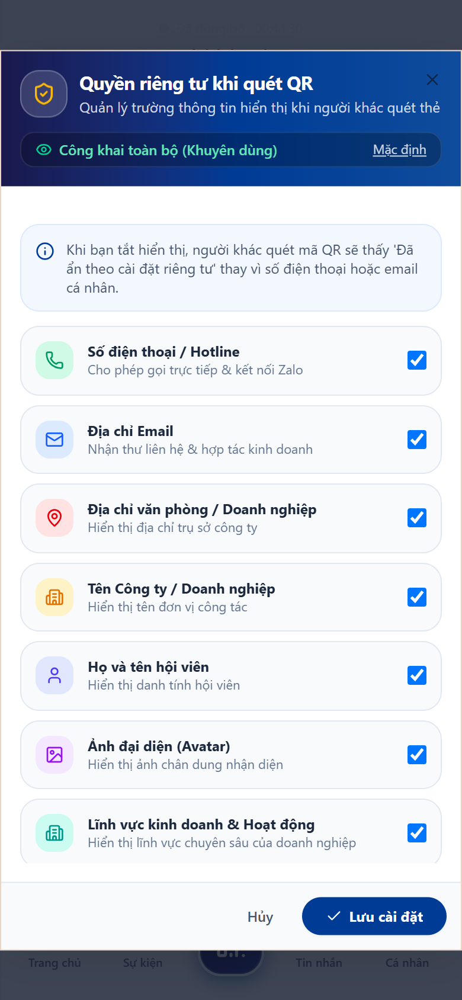 Quyền riêng tư khi quét QR
Quản lý trường thông tin hiển thị khi người khác quét thẻ
Công khai toàn bộ (Khuyên dùng)
Mặc định
Khi bạn tắt hiển thị, người khác quét mã QR sẽ thấy 'Đã
ẩn theo cài đặt riêng tư' thay vì số điện thoại hoặc email
cá nhân.
Số điện thoại / Hotline
Cho phép gọi trực tiếp & kết nối Zalo
Địa chỉ Email
Nhận thư liên hệ & hợp tác kinh doanh
Địa chỉ văn phòng / Doanh nghiệp
Hiển thị địa chỉ trụ sở công ty
Tên Công ty / Doanh nghiệp
Hiển thị tên đơn vị công tác
Họ và tên hội viên
Hiển thị danh tính hội viên
Ảnh đại diện (Avatar)
Hiển thị ảnh chân dung nhận diện
Lĩnh vực kinh doanh & Hoạt động
Hiển thị lĩnh vực chuyên sâu của doanh nghiệp
Hủy
Lưu cài đặt
Trang chủ
Sự kiện
Tin nhắn
Cá nhân